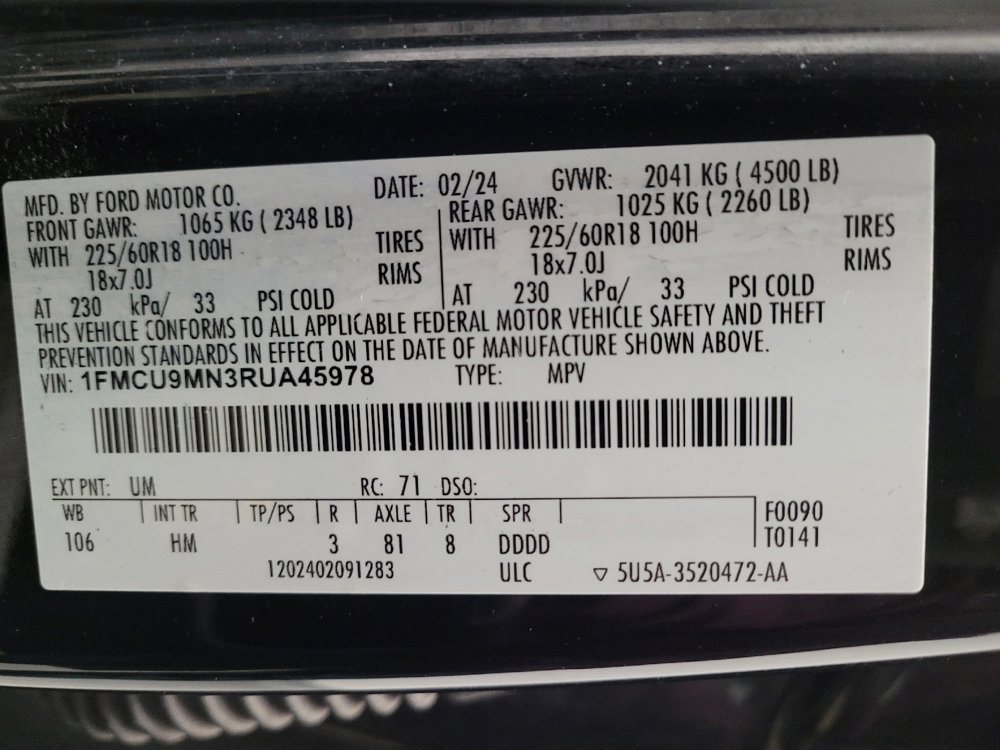 MFD. BY FORD MOTOR CO. DATE: 02/24 GVWR: 2041 KG ( 4500 LB)
FRONT GAWR: 1065 KG ( 2348 LB) REAR GAWR: 1025 KG ( 2260 LB)
WITH 225/60R18 100H TIRES WITH 225/60R18 100H TIRES
18x7.0J RIMS 18x7.0J RIMS
AT 230 kPa/ 33 PSI COLD AT 230 kPa/ 33 PSI COLD
THIS VEHICLE CONFORMS TO ALL APPLICABLE FEDERAL MOTOR VEHICLE SAFETY AND THEFT
PREVENTION STANDARDS IN EFFECT ON THE DATE OF MANUFACTURE SHOWN ABOVE.
VIN: 1FMCU9MN3RUA45978 TYPE: MPV
EXT PNT: UM RC: 71 DSO:
WB INT TR TP/PS R AXLE TR SPR F0090
106 HM 3 81 8 DDDD T0141
1202402091283 ULC ▽ 5U5A-3520472-AA